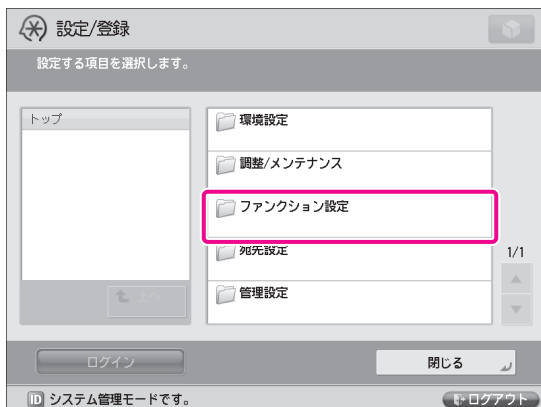 設定/登録
設定する項目を選択します。
トップ
環境設定
調整/メンテナンス
ファンクション設定
宛先設定
管理設定
1/1
上へ
ログイン
閉じる
ID システム管理モードです。
ログアウト